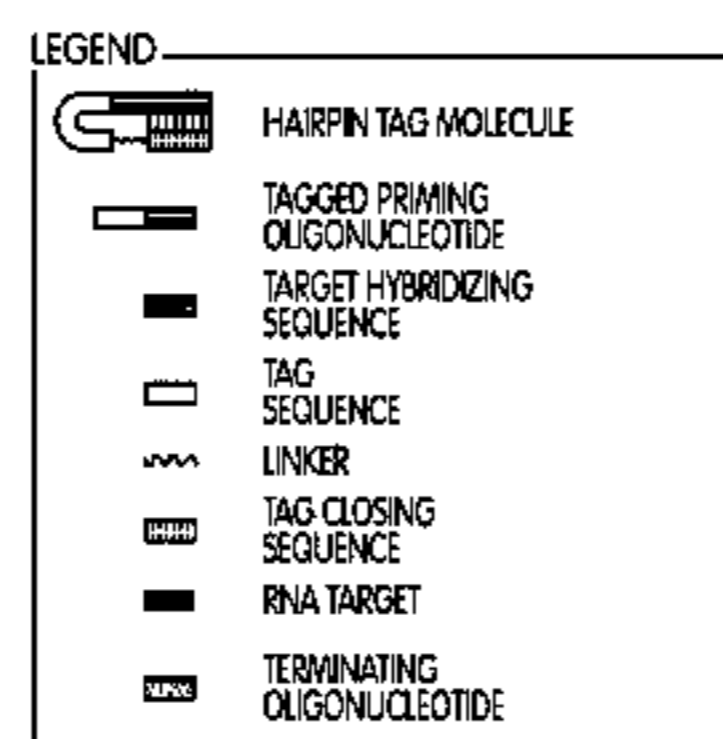 LEGEND
HAIRPIN TAG MOLECULE
TAGGED PRIMING
OLIGONUCLEOTIDE
TARGET HYBRIDIZING
SEQUENCE
TAG
SEQUENCE
LINKER
TAG CLOSING
SEQUENCE
RNA TARGET
TERMINATING
OLIGONUCLEOTIDE